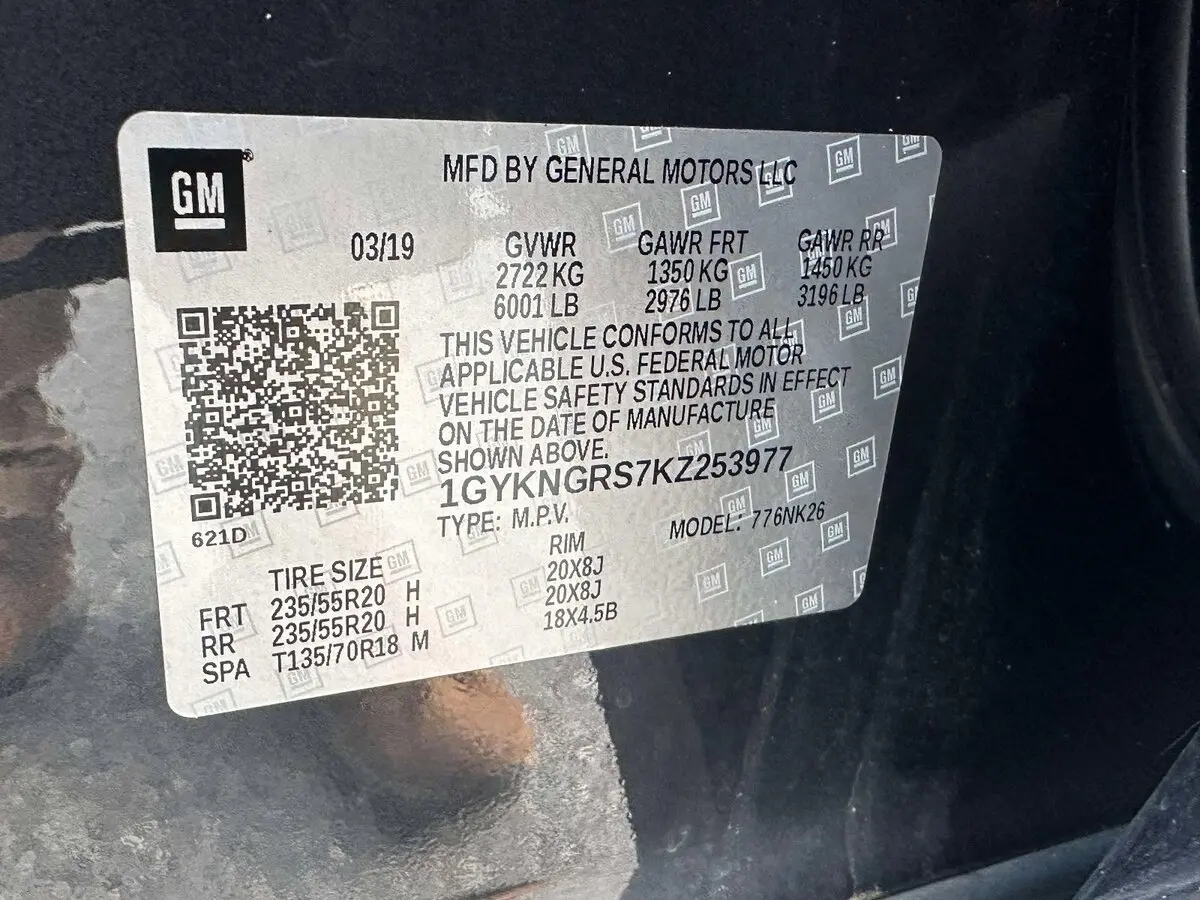 GM
MFD BY GENERAL MOTORS LLC
03/19
GVWR GAWR FRT GAWR RR
2722 KG 1350 KG 1450 KG
6001 LB 2976 LB 3196 LB
THIS VEHICLE CONFORMS TO ALL
APPLICABLE U.S. FEDERAL MOTOR
VEHICLE SAFETY STANDARDS IN EFFECT
ON THE DATE OF MANUFACTURE
SHOWN ABOVE.
1GYKNGRS7KZ253977
TYPE: M.P.V. MODEL: 776NK26
621D
TIRE SIZE RIM
FRT 235/55R20 H 20X8J
RR 235/55R20 H 20X8J
SPA T135/70R18 M 18X4.5B